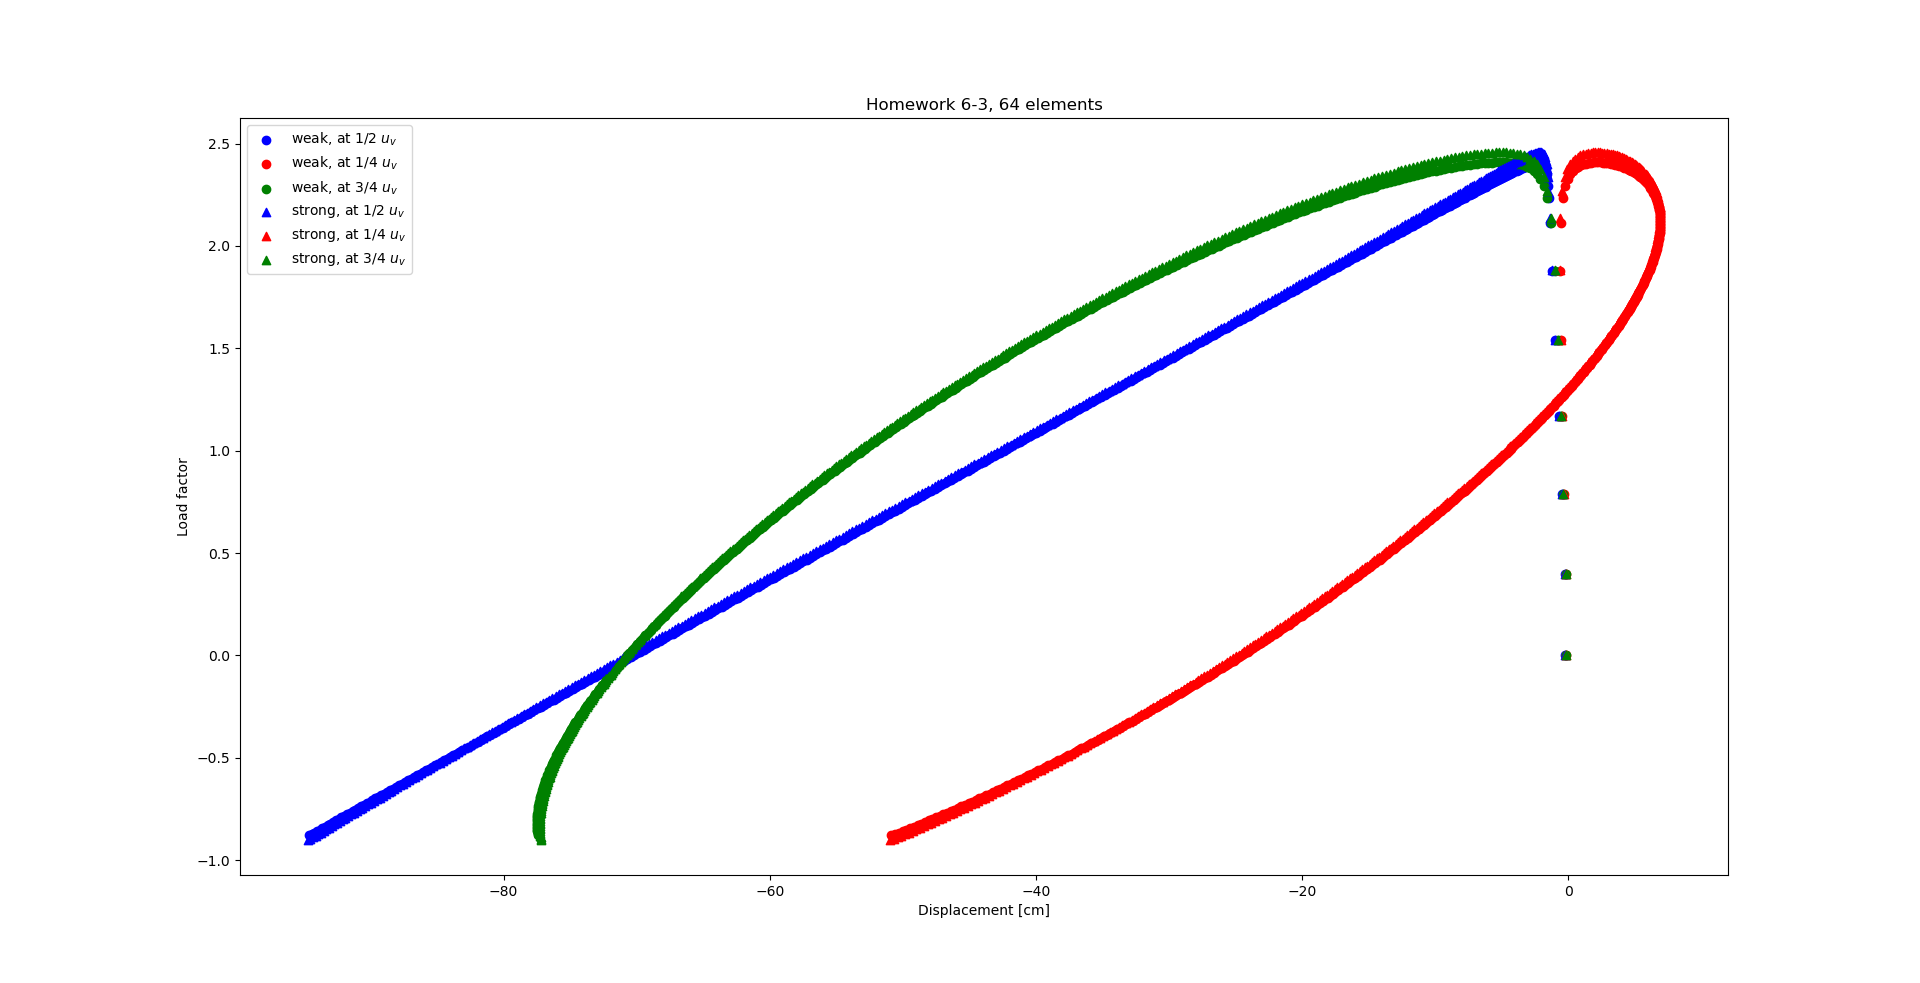 Homework 6-3, 64 elements
weak, at 1/2 u_v
weak, at 1/4 u_v
weak, at 3/4 u_v
strong, at 1/2 u_v
strong, at 1/4 u_v
strong, at 3/4 u_v
2.5
2.0
1.5
1.0
0.5
0.0
−0.5
−1.0
Load factor
−80 −60 −40 −20 0
Displacement [cm]